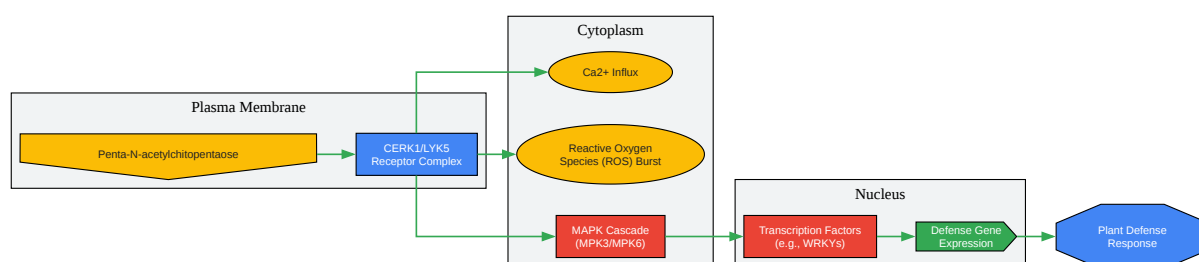 Plasma Membrane
Penta-N-acetylchitopentaose
CERK1/LYK5
Receptor Complex
Cytoplasm
Ca2+ Influx
Reactive Oxygen
Species (ROS) Burst
MAPK Cascade
(MPK3/MPK6)
Nucleus
Transcription Factors
(e.g., WRKYs)
Defense Gene
Expression
Plant Defense
Response